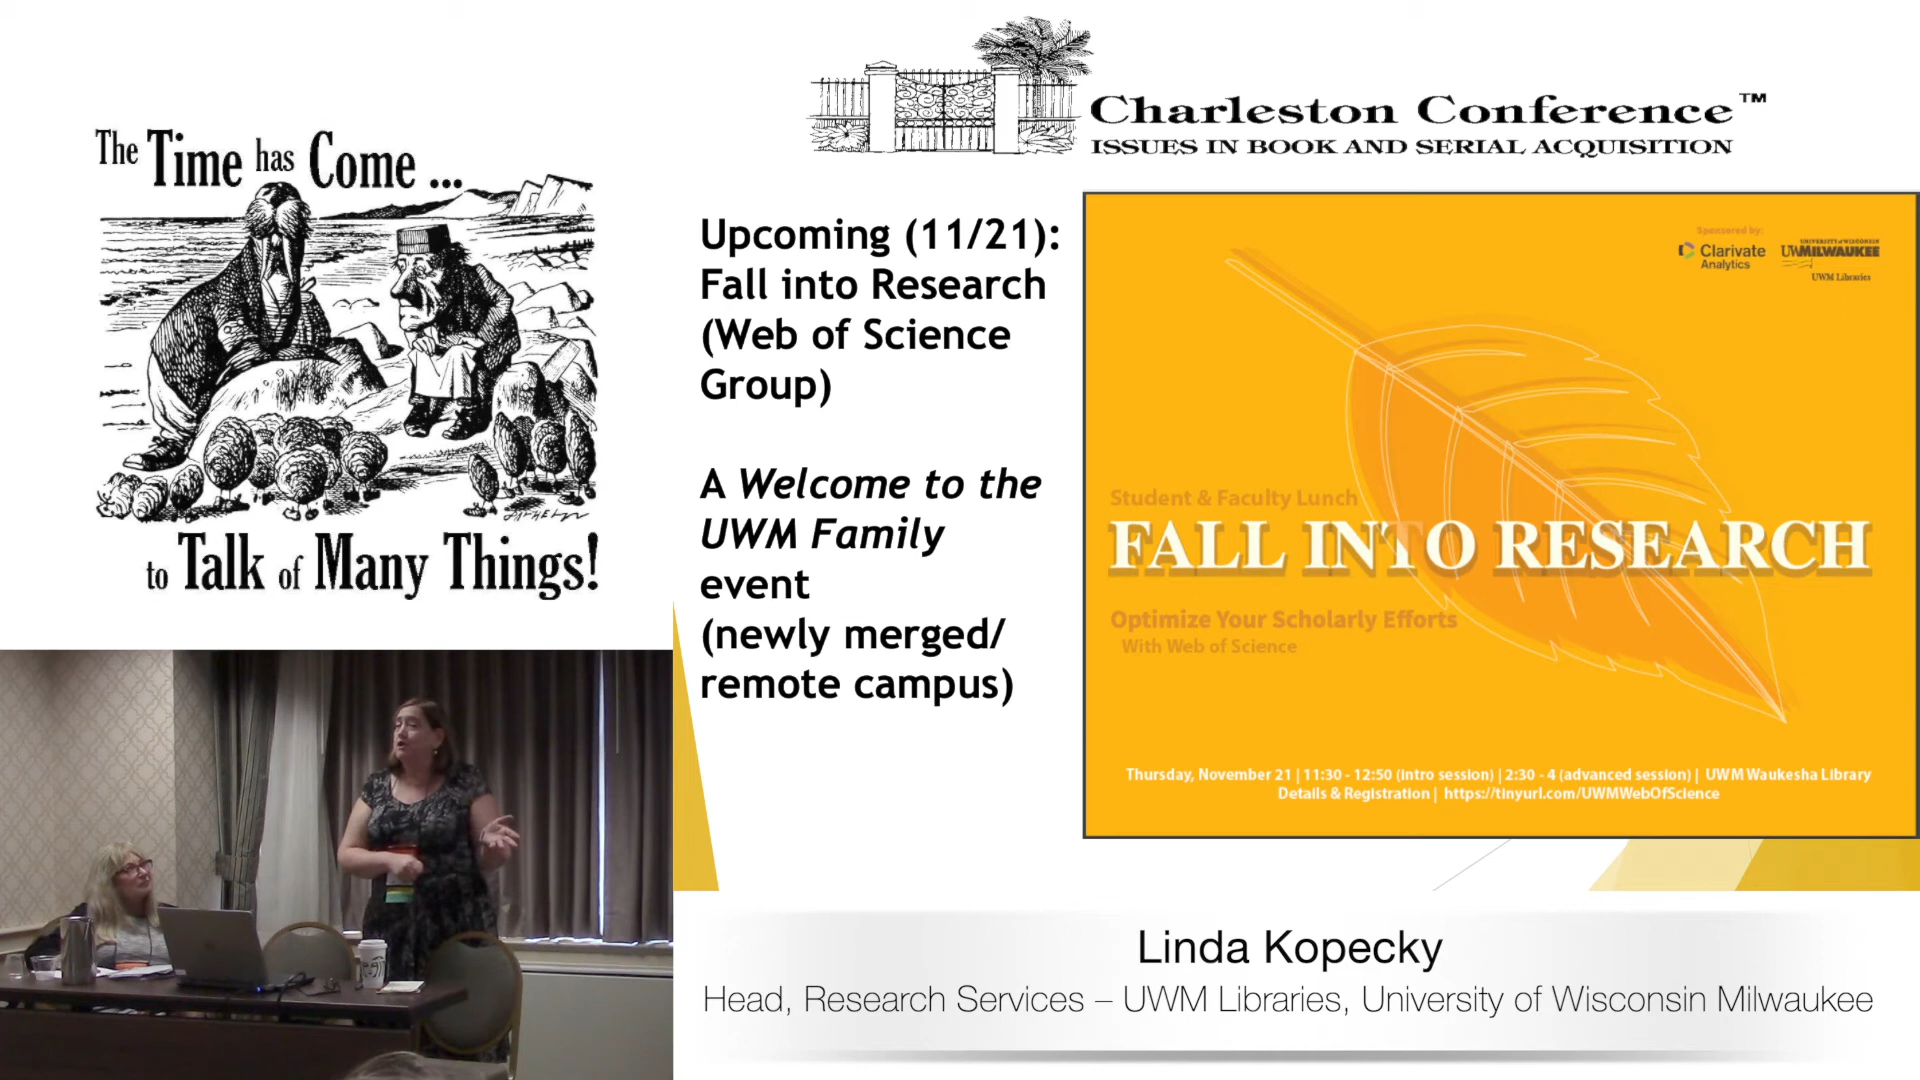 The Time has Come ...
to Talk of Many Things!
Charleston Conference™
ISSUES IN BOOK AND SERIAL ACQUISITION
Upcoming (11/21):
Fall into Research
(Web of Science
Group)
A Welcome to the
UWM Family
event
(newly merged/
remote campus)
Sponsored by:
Clarivate
Analytics
UNIVERSITY of WISCONSIN
UWMILWAUKEE
UWM Libraries
Student & Faculty Lunch
FALL INTO RESEARCH
Optimize Your Scholarly Efforts
With Web of Science
Thursday, November 21 | 11:30 - 12:50 (intro session) | 2:30 - 4 (advanced session) | UWM Waukesha Library
Details & Registration | https://tinyurl.com/UWMWebOfScience
Linda Kopecky
Head, Research Services – UWM Libraries, University of Wisconsin Milwaukee